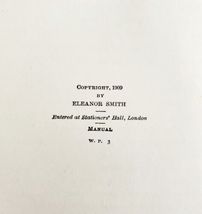 COPYRIGHT, 1909
BY
ELEANOR SMITH
Entered at Stationers' Hall, London
MANUAL
W. P. 3